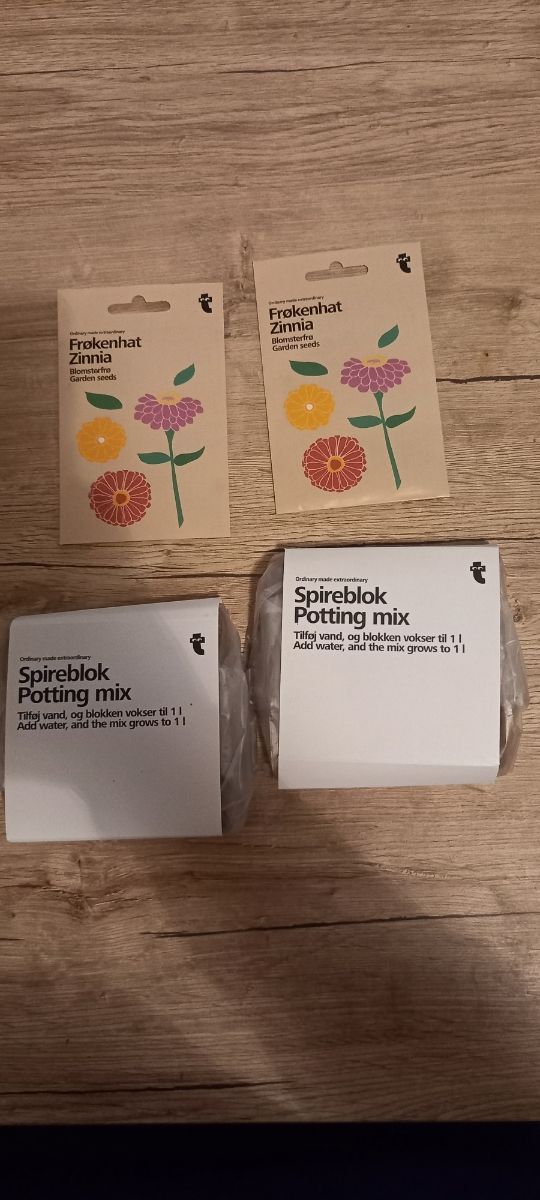 Ordinary made extraordinary
Frøkenhat
Zinnia
Blomsterfrø
Garden seeds
Ordinary made extraordinary
Frøkenhat
Zinnia
Blomsterfrø
Garden seeds
Ordinary made extraordinary
Spireblok
Potting mix
Tilføj vand, og blokken vokser til 1 l
Add water, and the mix grows to 1 l
Ordinary made extraordinary
Spireblok
Potting mix
Tilføj vand, og blokken vokser til 1 l
Add water, and the mix grows to 1 l